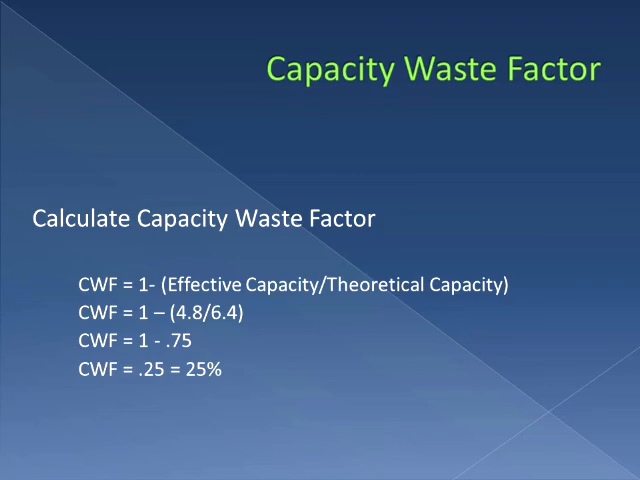 Capacity Waste Factor
Calculate Capacity Waste Factor
CWF = 1- (Effective Capacity/Theoretical Capacity)
CWF = 1 – (4.8/6.4)
CWF = 1 - .75
CWF = .25 = 25%